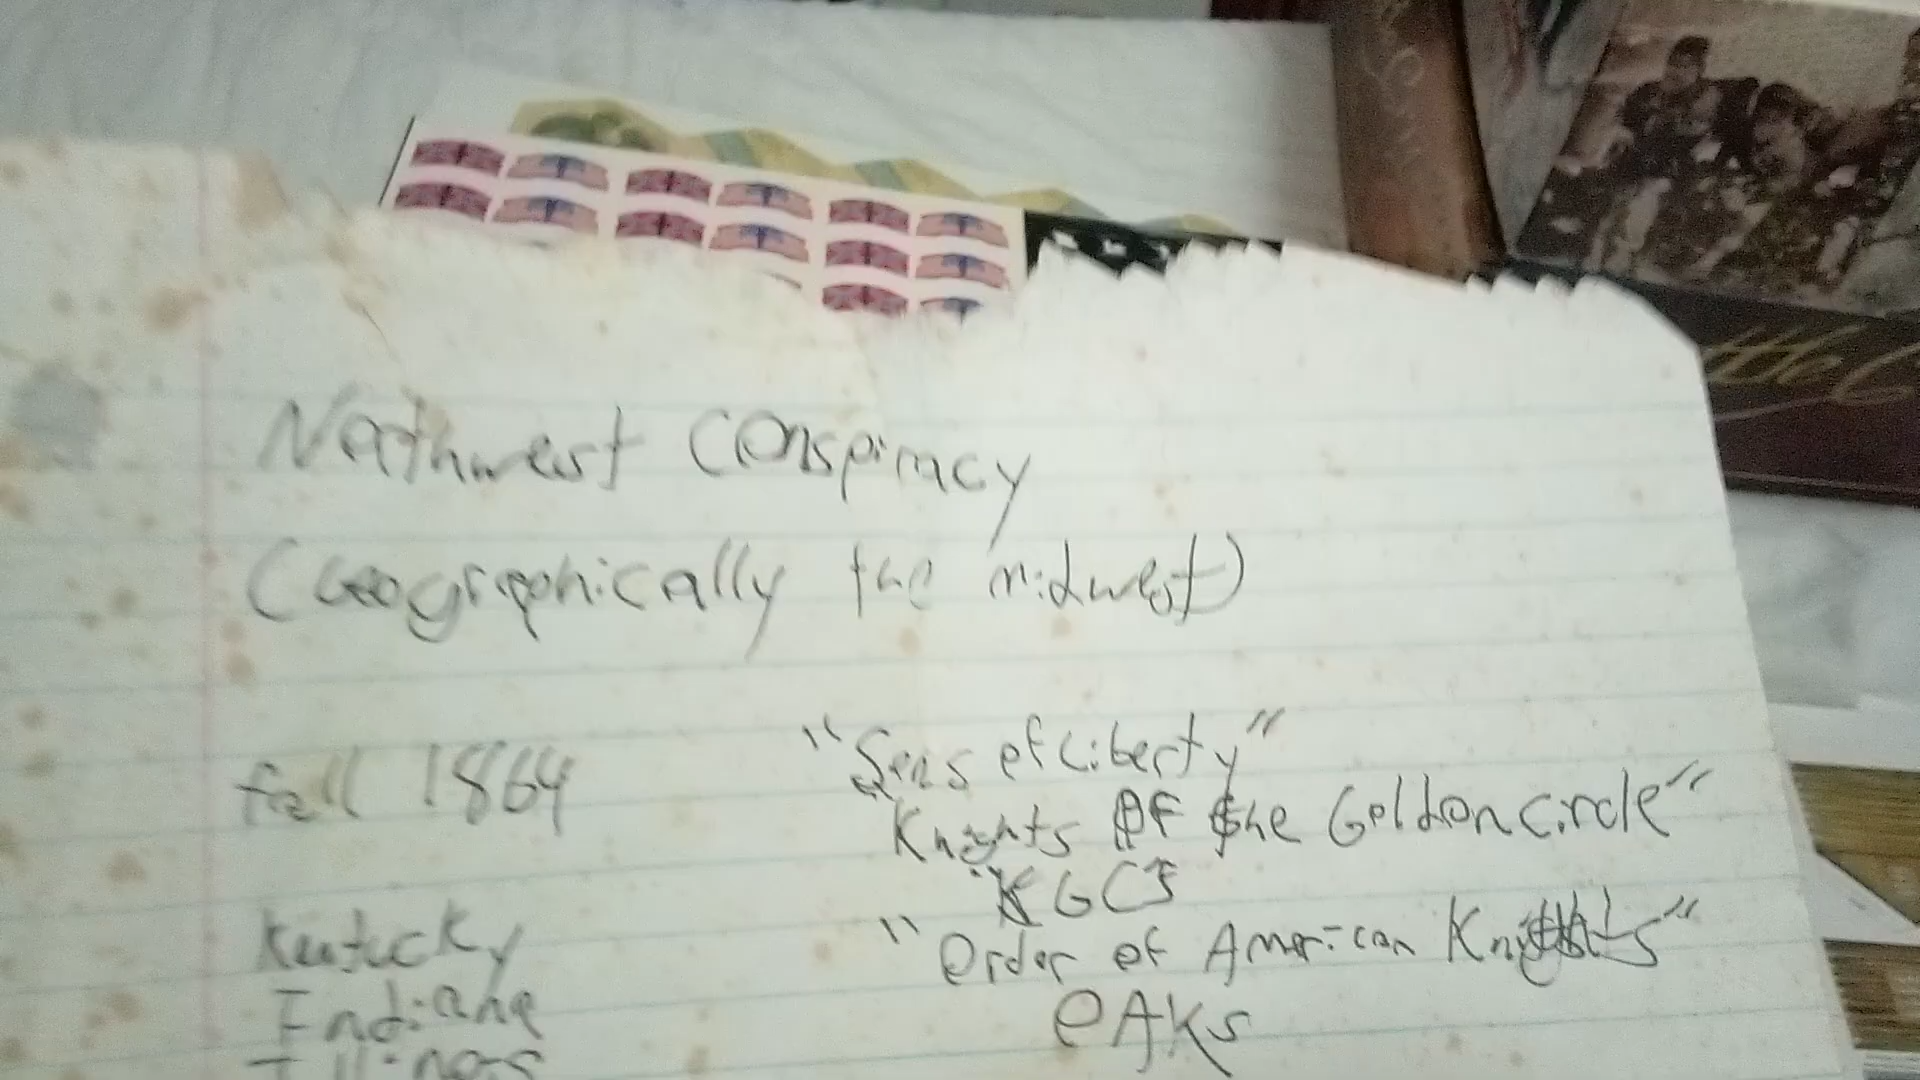 Northwest Conspiracy
(Geographically the midwest)
fall 1864
"Sons of Liberty"
"Knights of the Golden Circle"
KGCs
"Order of American Knights"
OAKs
Kentucky
Indiana
Illinois